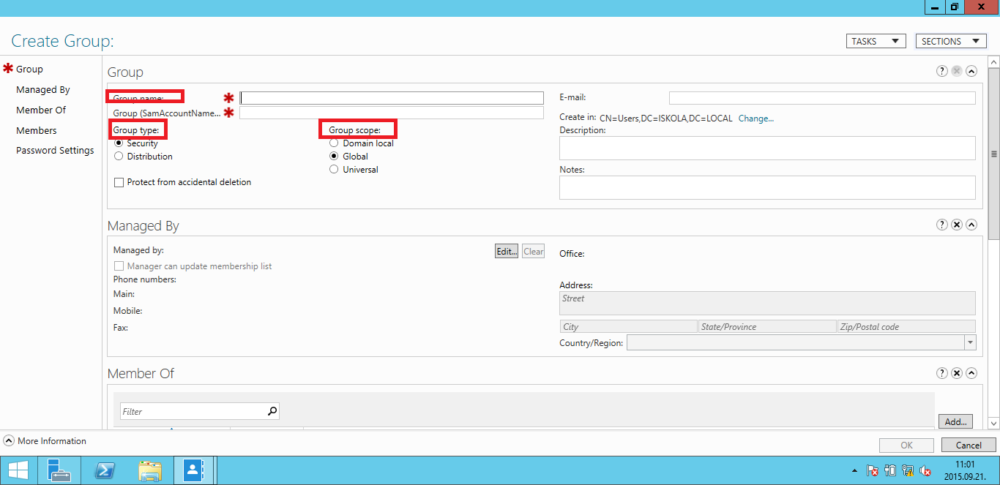 Create Group:
TASKS
SECTIONS
Group
Managed By
Member Of
Members
Password Settings
Group
Group name:
Group (SamAccountName...
Group type:
Security
Distribution
Protect from accidental deletion
Group scope:
Domain local
Global
Universal
E-mail:
Create in: CN=Users,DC=ISKOLA,DC=LOCAL Change...
Description:
Notes:
Managed By
Managed by:
Edit... Clear
Manager can update membership list
Phone numbers:
Main:
Mobile:
Fax:
Office:
Address:
Street
City State/Province Zip/Postal code
Country/Region:
Member Of
Filter
Add...
More Information
OK Cancel
11:01
2015.09.21.